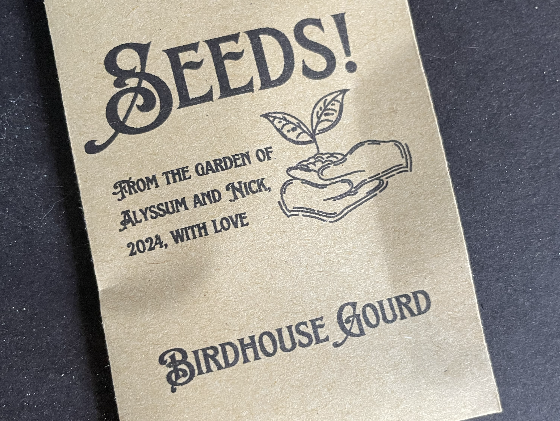 SEEDS!
FROM THE GARDEN OF
ALYSSUM AND NICK,
2024, WITH LOVE
BIRDHOUSE GOURD